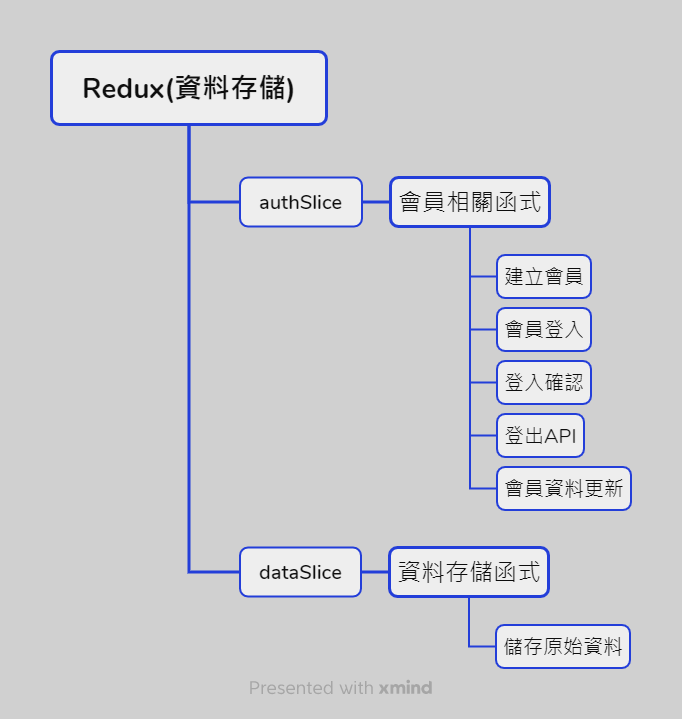 Redux(資料存儲)
authSlice
會員相關函式
建立會員
會員登入
登入確認
登出API
會員資料更新
dataSlice
資料存儲函式
儲存原始資料
Presented with xmind